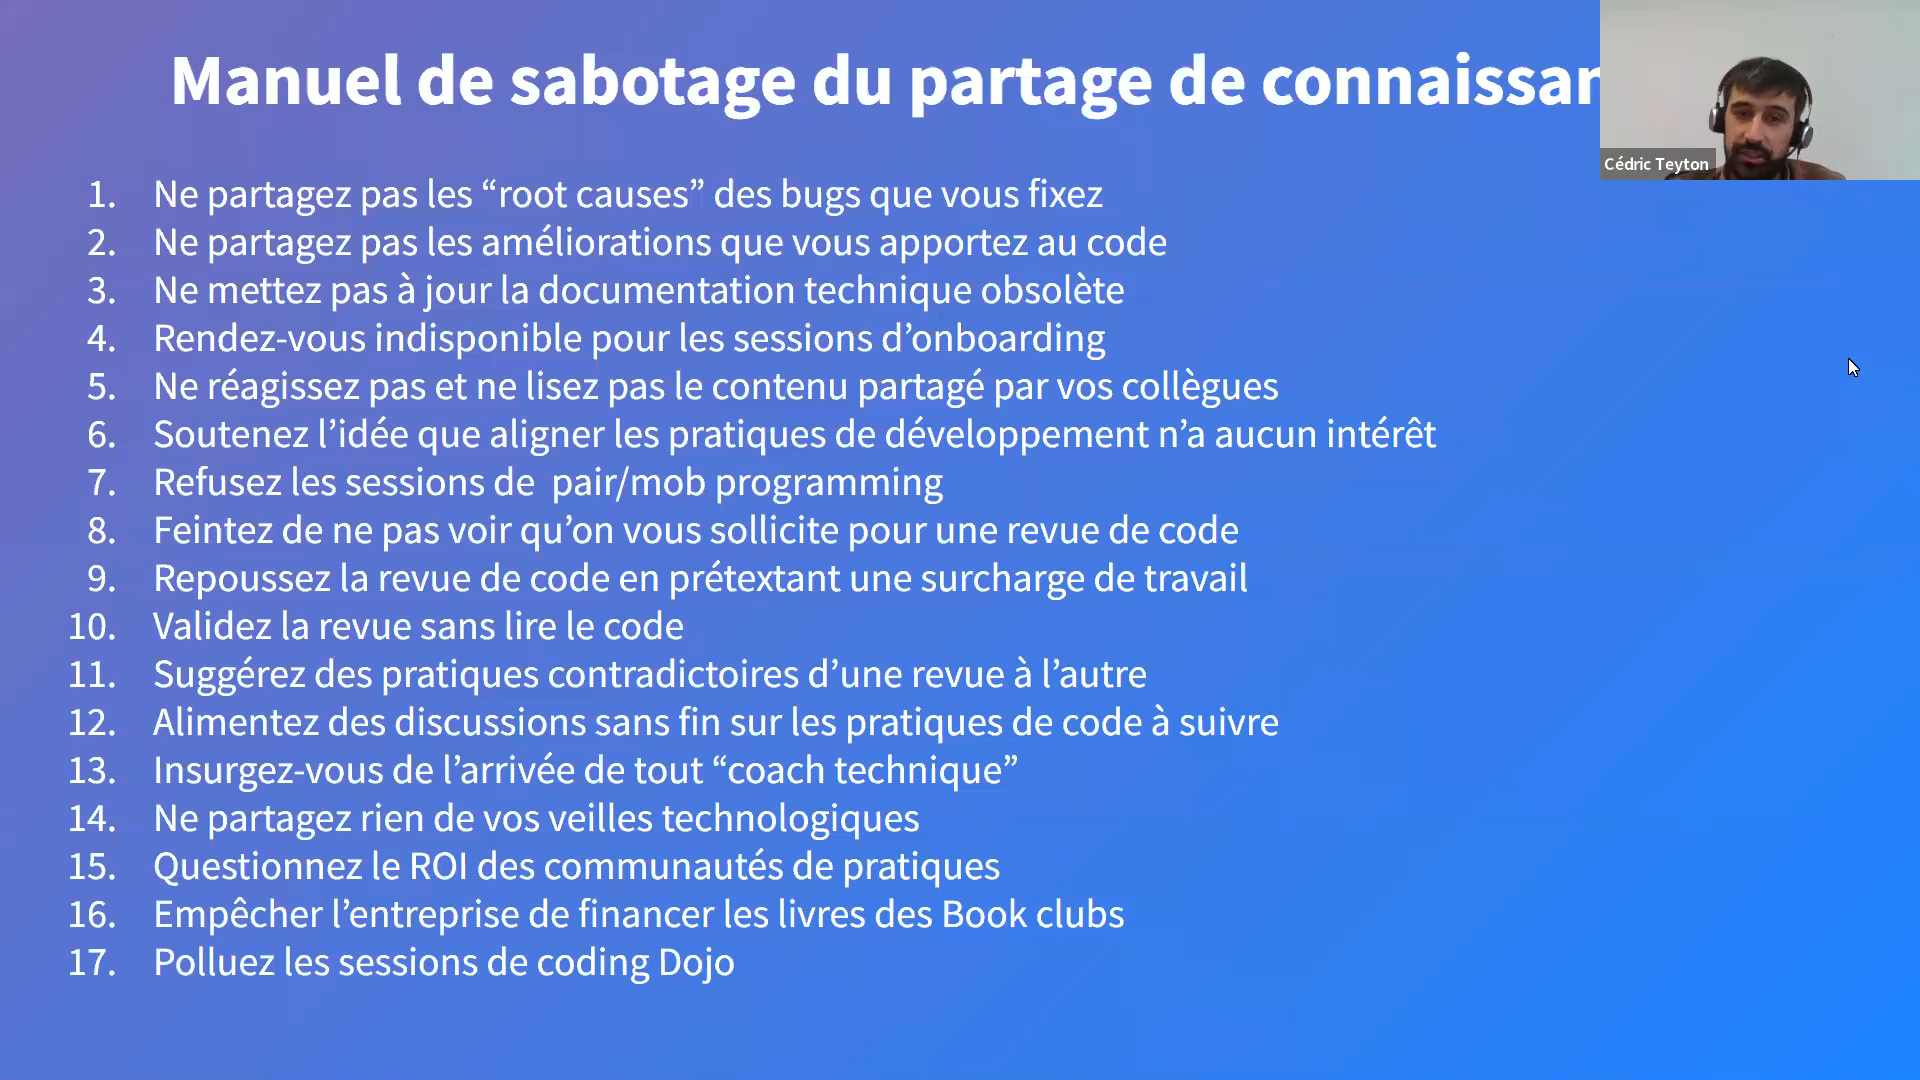 Manuel de sabotage du partage de connaissan
Cédric Teyton
1. Ne partagez pas les “root causes” des bugs que vous fixez
2. Ne partagez pas les améliorations que vous apportez au code
3. Ne mettez pas à jour la documentation technique obsolète
4. Rendez-vous indisponible pour les sessions d’onboarding
5. Ne réagissez pas et ne lisez pas le contenu partagé par vos collègues
6. Soutenez l’idée que aligner les pratiques de développement n’a aucun intérêt
7. Refusez les sessions de  pair/mob programming
8. Feintez de ne pas voir qu’on vous sollicite pour une revue de code
9. Repoussez la revue de code en prétextant une surcharge de travail
10. Validez la revue sans lire le code
11. Suggérez des pratiques contradictoires d’une revue à l’autre
12. Alimentez des discussions sans fin sur les pratiques de code à suivre
13. Insurgez-vous de l’arrivée de tout “coach technique”
14. Ne partagez rien de vos veilles technologiques
15. Questionnez le ROI des communautés de pratiques
16. Empêcher l’entreprise de financer les livres des Book clubs
17. Polluez les sessions de coding Dojo